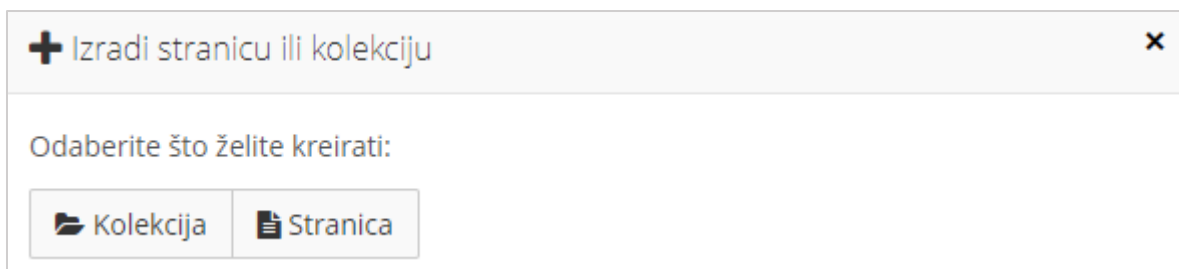 Izradi stranicu ili kolekciju
Odaberite što želite kreirati:
Kolekcija Stranica